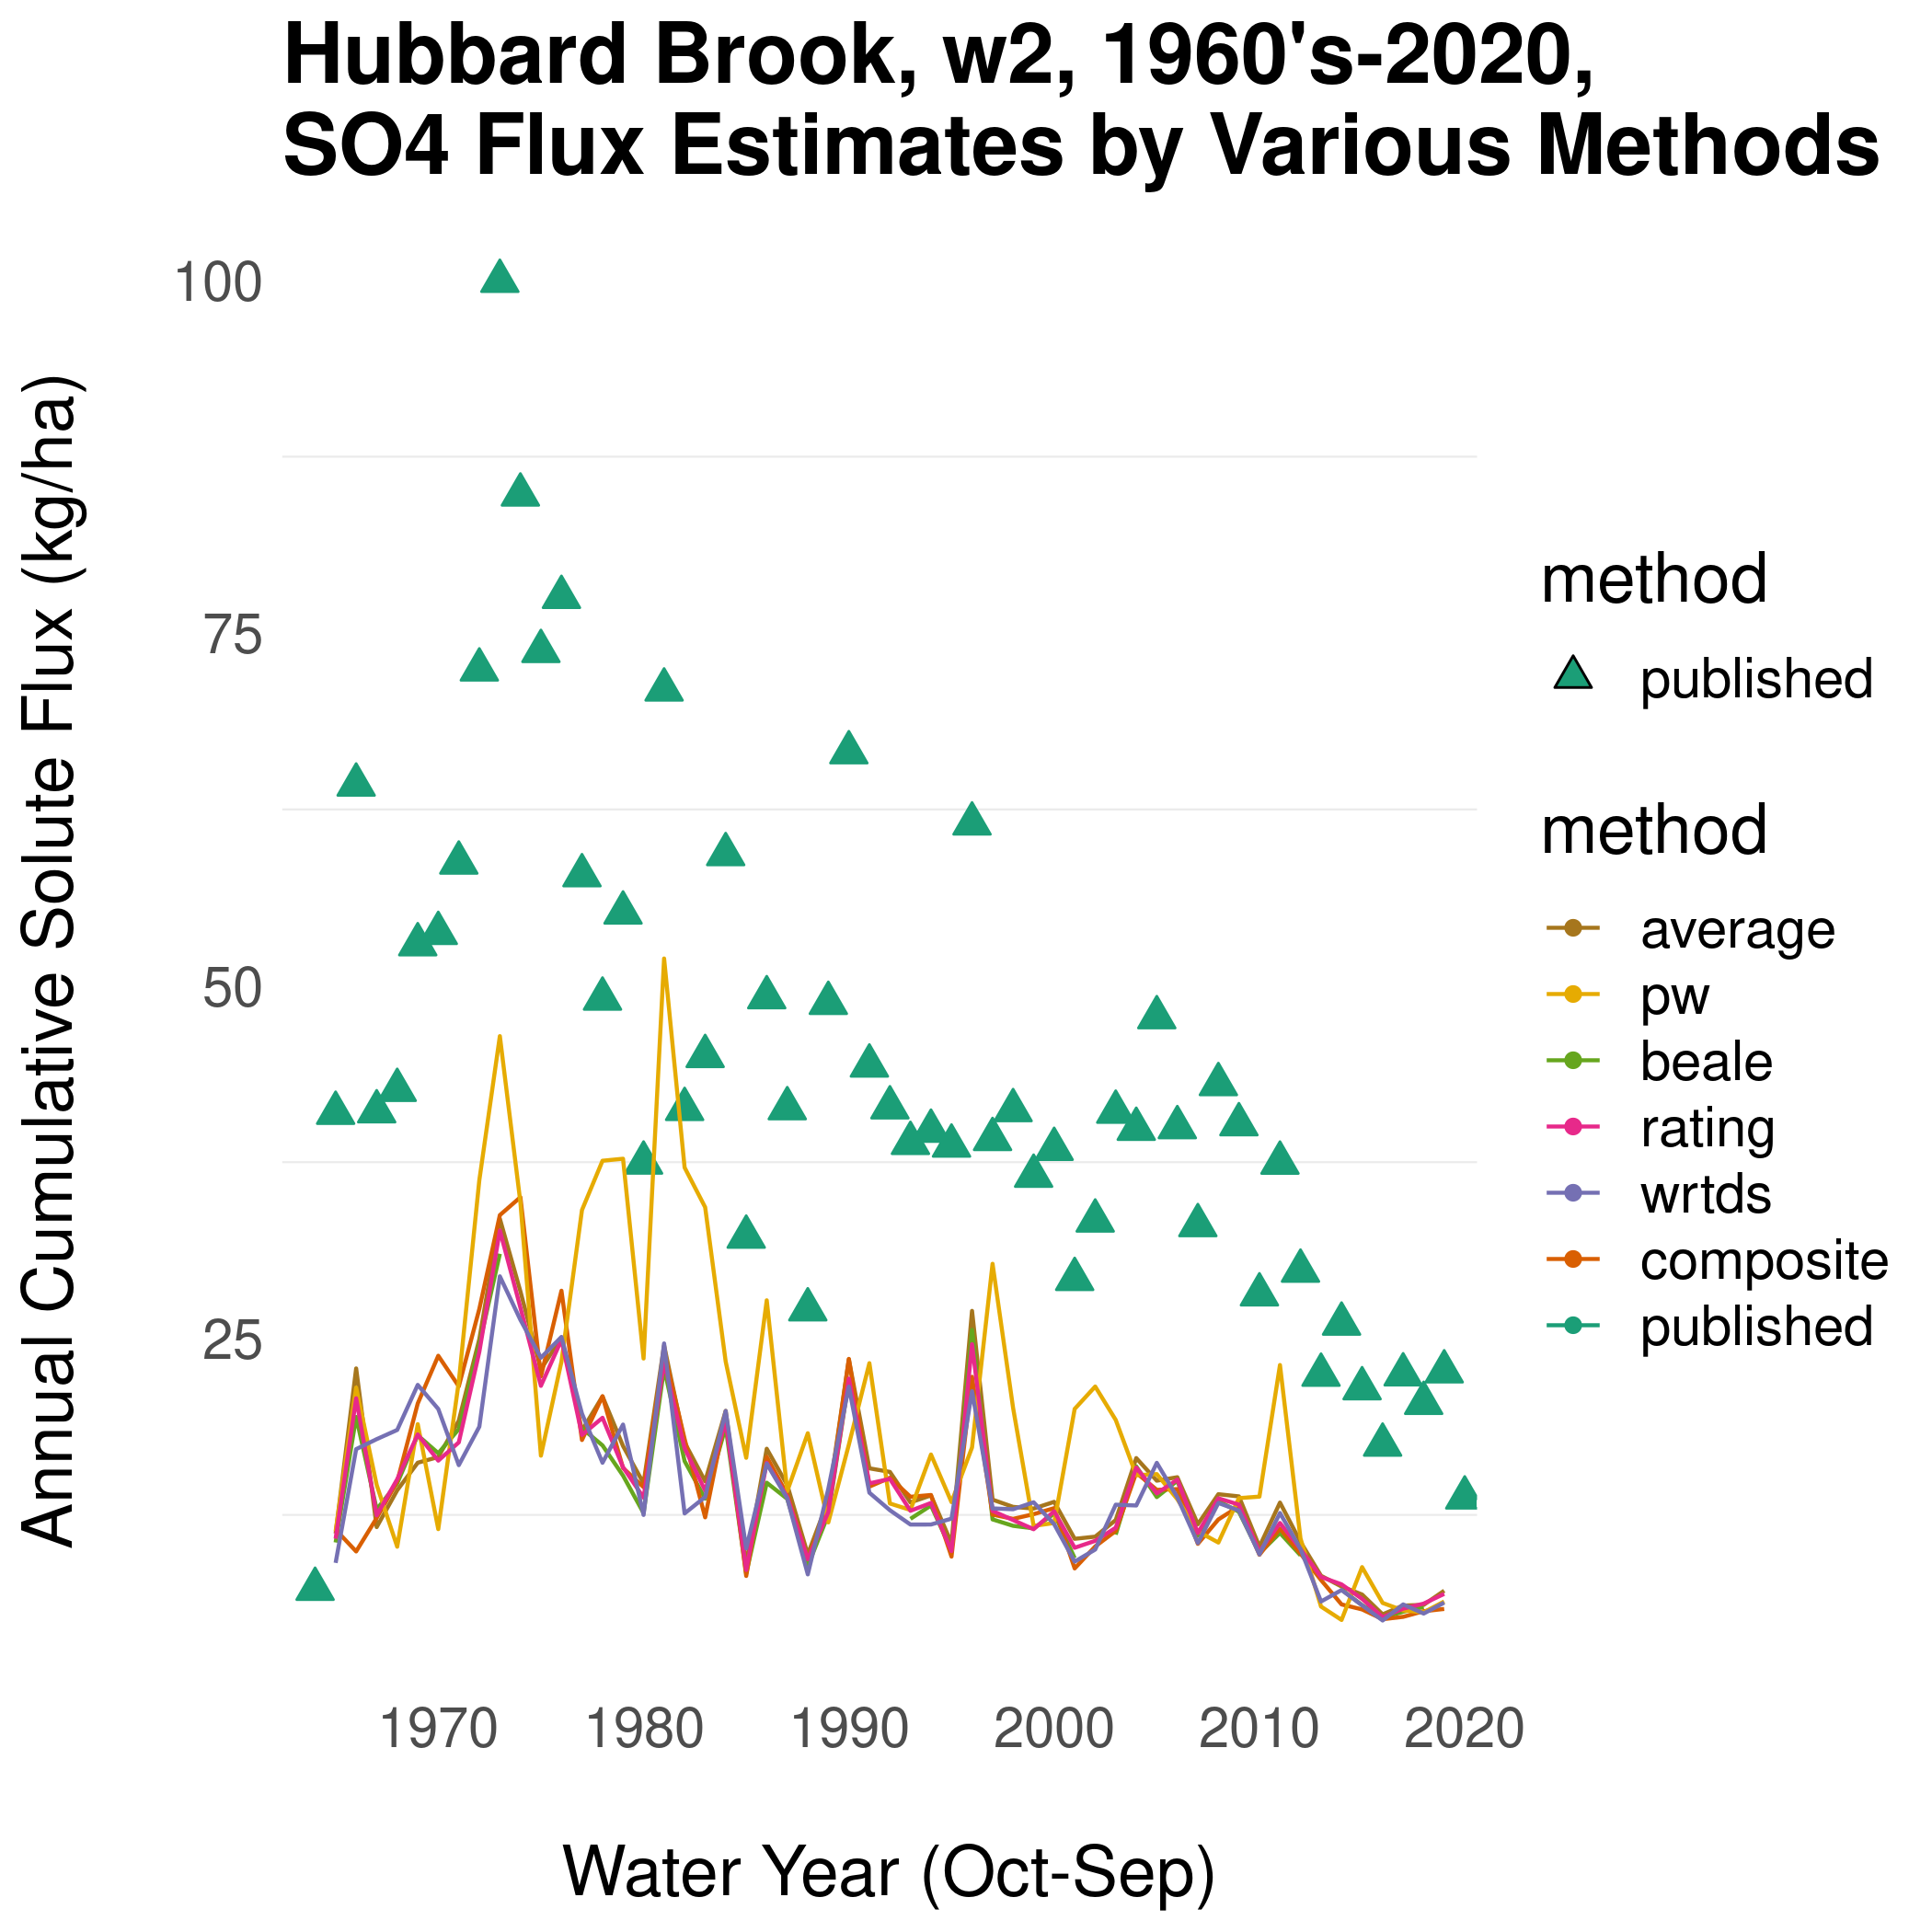 Hubbard Brook, w2, 1960's-2020,
SO4 Flux Estimates by Various Methods
Annual Cumulative Solute Flux (kg/ha)
100
75
50
25
1970 1980 1990 2000 2010 2020
Water Year (Oct-Sep)
method
published
method
average
pw
beale
rating
wrtds
composite
published